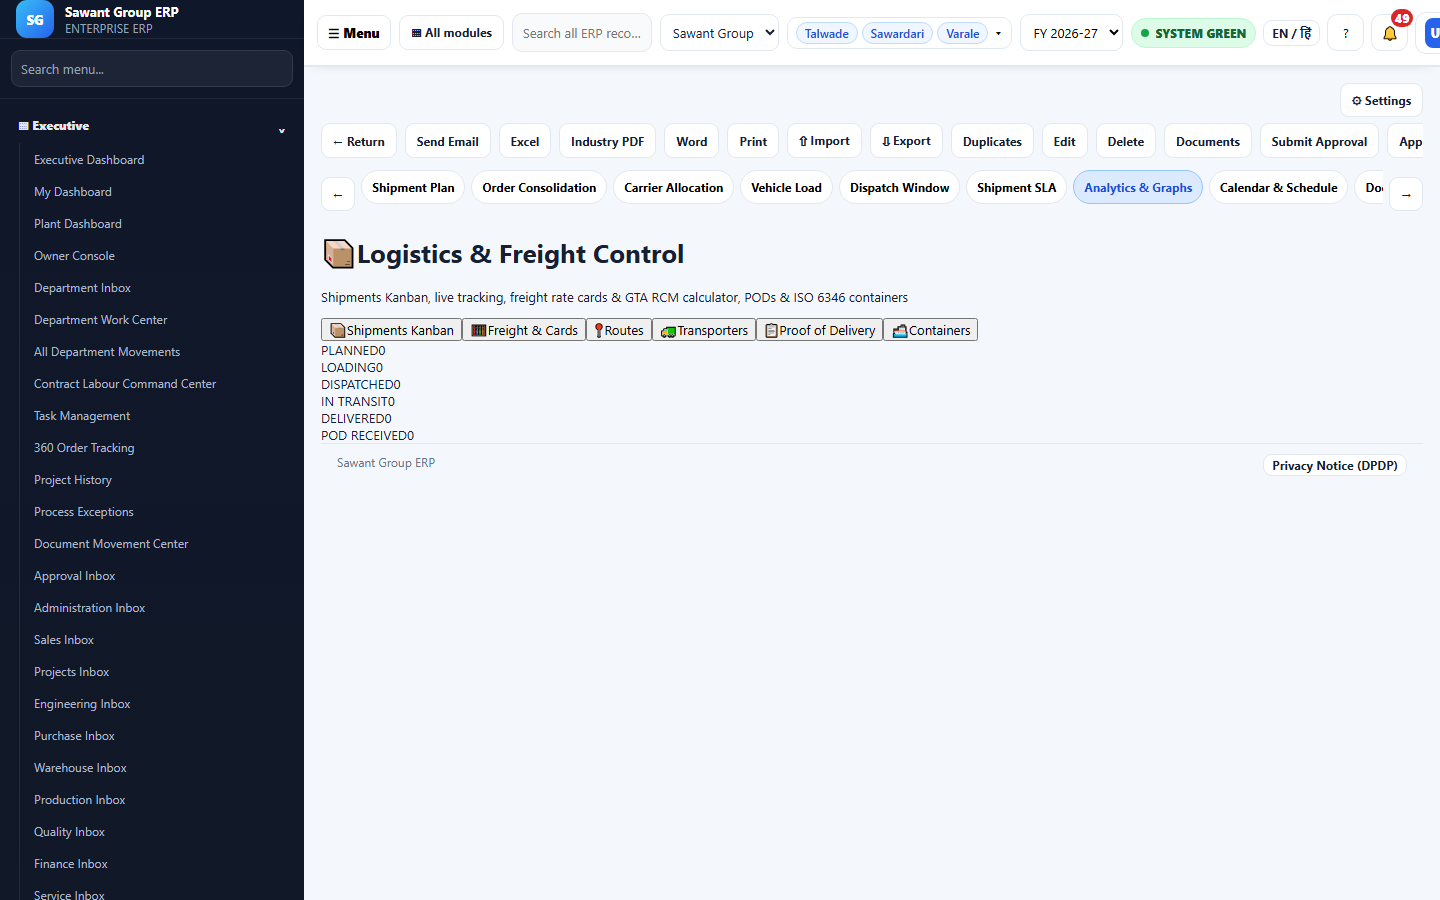 SG
Sawant Group ERP
ENTERPRISE ERP
☰ Menu
▦ All modules
Search all ERP reco...
Sawant Group
Talwade
Sawardari
Varale
FY 2026-27
SYSTEM GREEN
EN / हिं
?
49
U
Search menu...
⚙ Settings
▦ Executive
Executive Dashboard
My Dashboard
Plant Dashboard
Owner Console
Department Inbox
Department Work Center
All Department Movements
Contract Labour Command Center
Task Management
360 Order Tracking
Project History
Process Exceptions
Document Movement Center
Approval Inbox
Administration Inbox
Sales Inbox
Projects Inbox
Engineering Inbox
Purchase Inbox
Warehouse Inbox
Production Inbox
Quality Inbox
Finance Inbox
Service Inbox
← Return
Send Email
Excel
Industry PDF
Word
Print
⇧ Import
⇩ Export
Duplicates
Edit
Delete
Documents
Submit Approval
App
←
Shipment Plan
Order Consolidation
Carrier Allocation
Vehicle Load
Dispatch Window
Shipment SLA
Analytics & Graphs
Calendar & Schedule
Do
→
Logistics & Freight Control
Shipments Kanban, live tracking, freight rate cards & GTA RCM calculator, PODs & ISO 6346 containers
Shipments Kanban
Freight & Cards
Routes
Transporters
Proof of Delivery
Containers
PLANNED0
LOADING0
DISPATCHED0
IN TRANSIT0
DELIVERED0
POD RECEIVED0
Sawant Group ERP
Privacy Notice (DPDP)